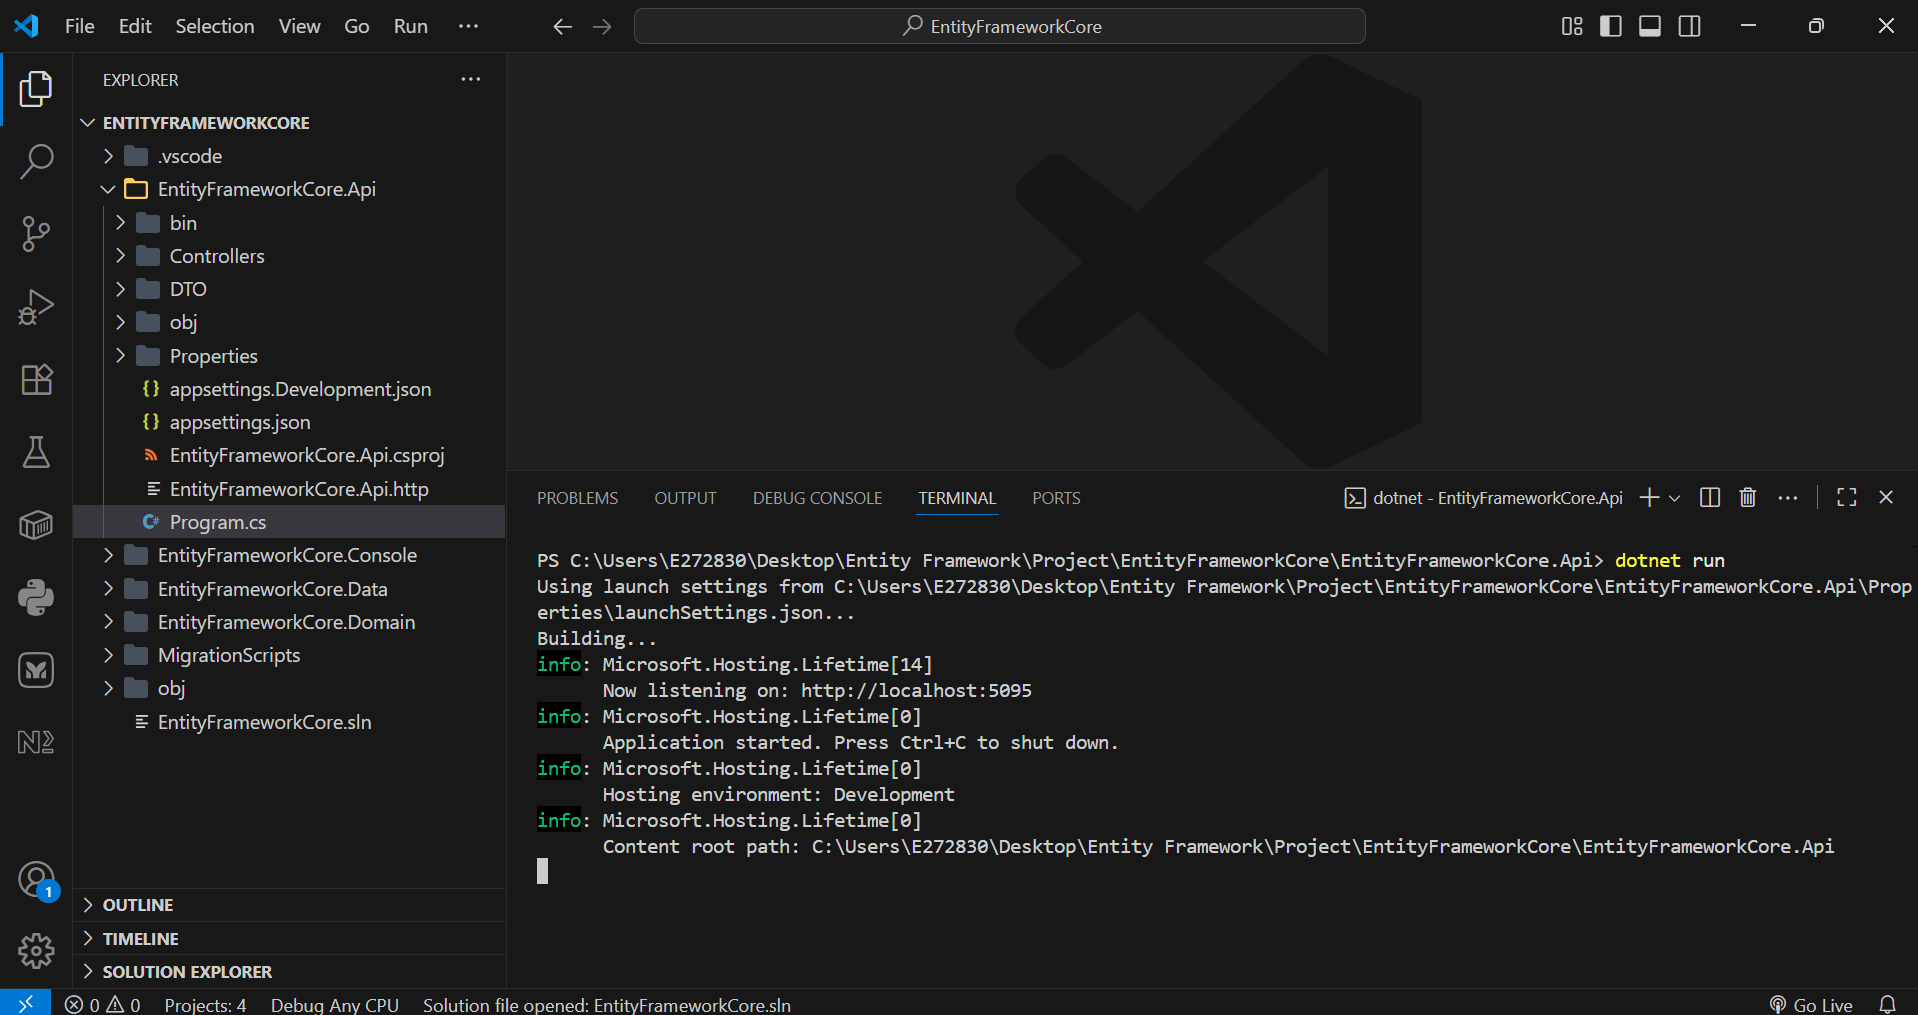 File Edit Selection View Go Run ···
EntityFrameworkCore
EXPLORER ···
ENTITYFRAMEWORKCORE
.vscode
EntityFrameworkCore.Api
bin
Controllers
DTO
obj
Properties
{} appsettings.Development.json
{} appsettings.json
EntityFrameworkCore.Api.csproj
EntityFrameworkCore.Api.http
C# Program.cs
EntityFrameworkCore.Console
EntityFrameworkCore.Data
EntityFrameworkCore.Domain
MigrationScripts
obj
EntityFrameworkCore.sln
1
OUTLINE
TIMELINE
SOLUTION EXPLORER
PROBLEMS OUTPUT DEBUG CONSOLE TERMINAL PORTS dotnet - EntityFrameworkCore.Api ···
PS C:\Users\E272830\Desktop\Entity Framework\Project\EntityFrameworkCore\EntityFrameworkCore.Api> dotnet run
Using launch settings from C:\Users\E272830\Desktop\Entity Framework\Project\EntityFrameworkCore\EntityFrameworkCore.Api\Prop
erties\launchSettings.json...
Building...
info: Microsoft.Hosting.Lifetime[14]
Now listening on: http://localhost:5095
info: Microsoft.Hosting.Lifetime[0]
Application started. Press Ctrl+C to shut down.
info: Microsoft.Hosting.Lifetime[0]
Hosting environment: Development
info: Microsoft.Hosting.Lifetime[0]
Content root path: C:\Users\E272830\Desktop\Entity Framework\Project\EntityFrameworkCore\EntityFrameworkCore.Api
0 0 Projects: 4 Debug Any CPU Solution file opened: EntityFrameworkCore.sln Go Live